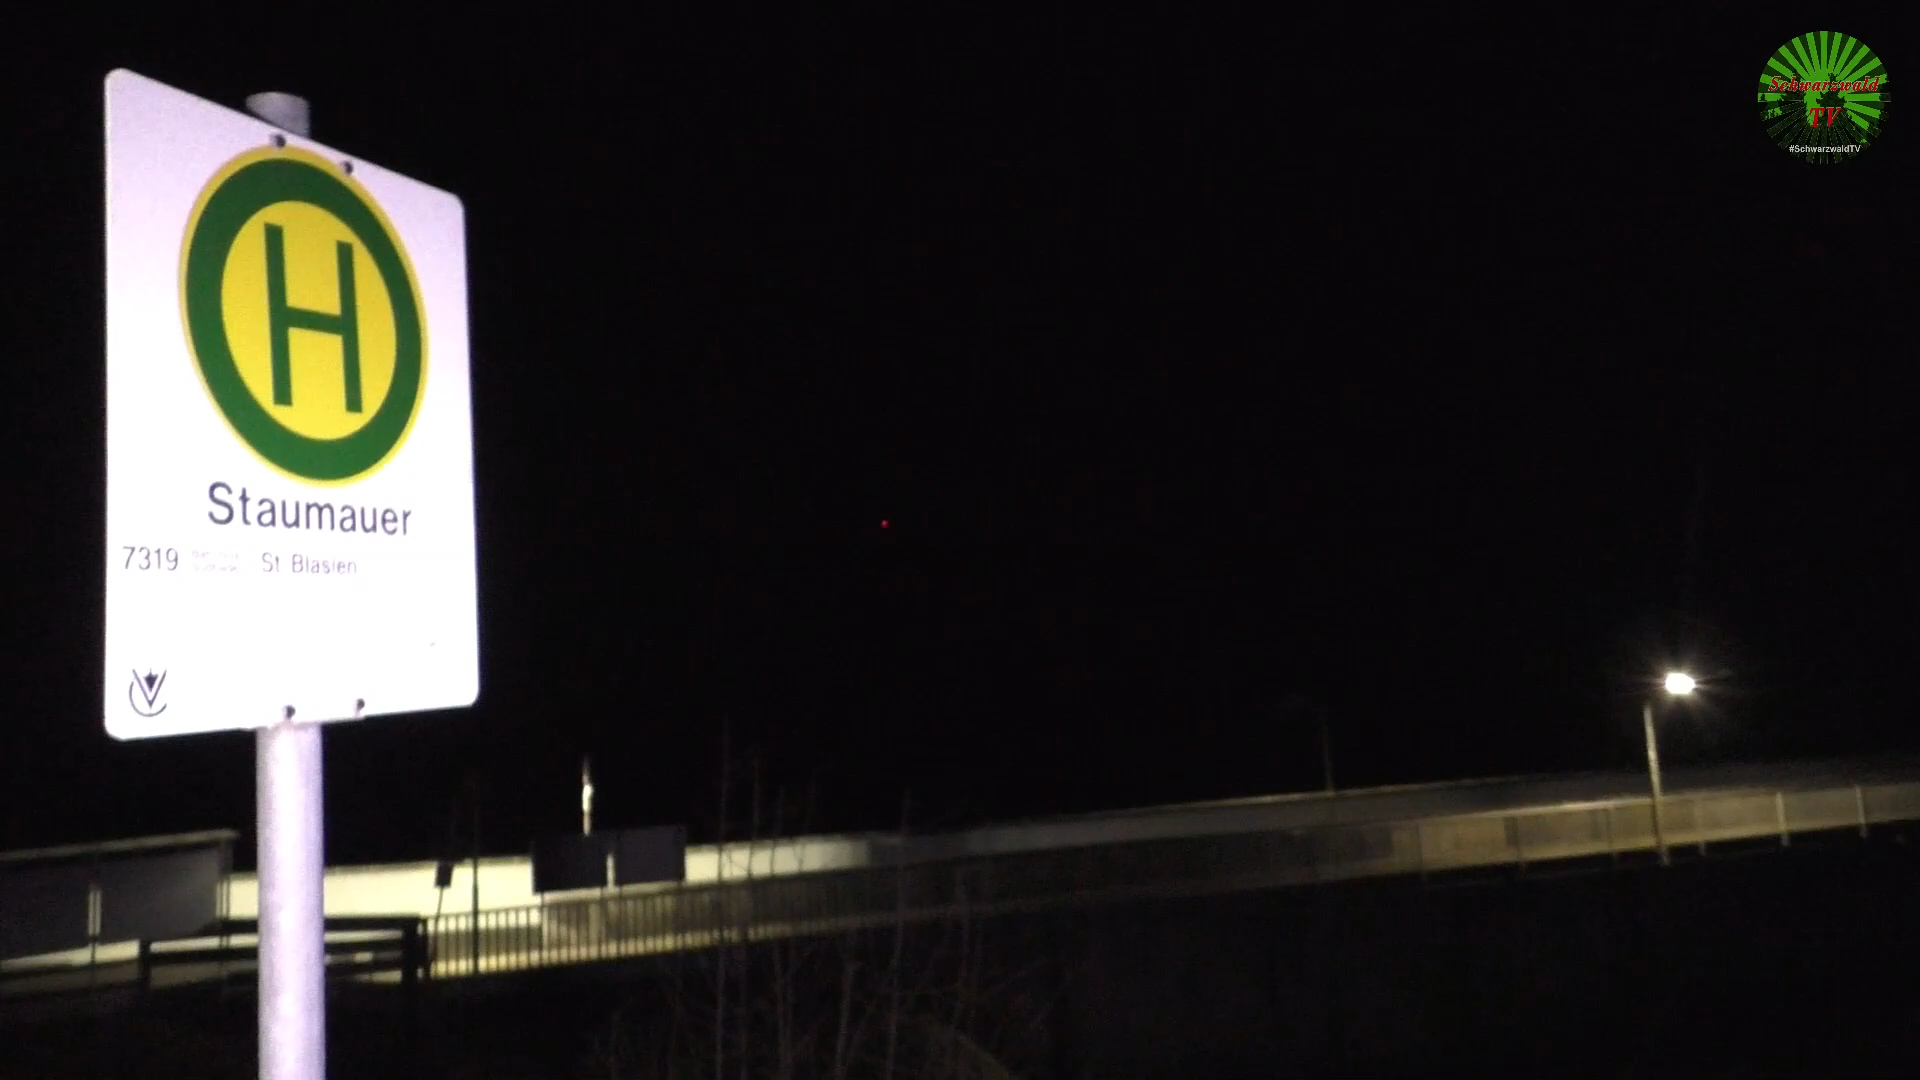 Schwarzwald
TV
#SchwarzwaldTV
H
Staumauer
7319 St Blasien